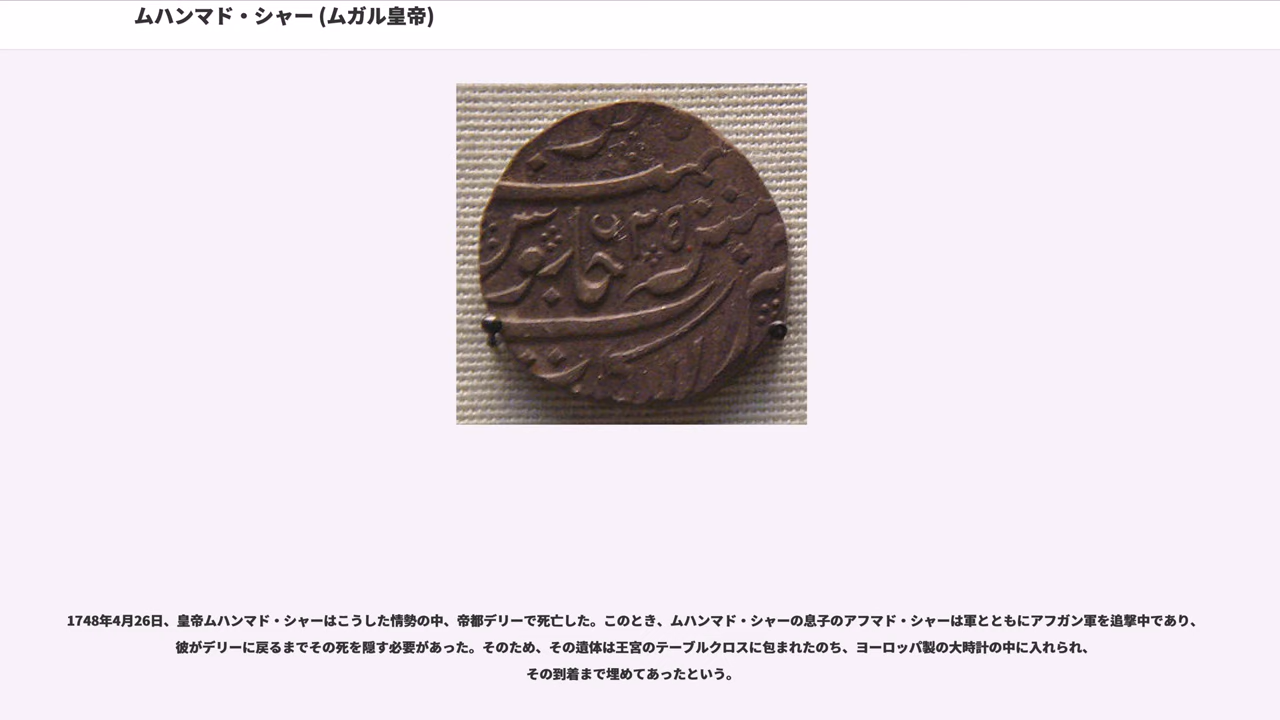 ムハンマド・シャー (ムガル皇帝)
1748年4月26日、皇帝ムハンマド・シャーはこうした情勢の中、帝都デリーで死亡した。このとき、ムハンマド・シャーの息子のアフマド・シャーは軍とともにアフガン軍を追撃中であり、
彼がデリーに戻るまでその死を隠す必要があった。そのため、その遺体は王宮のテーブルクロスに包まれたのち、ヨーロッパ製の大時計の中に入れられ、
その到着まで埋めてあったという。